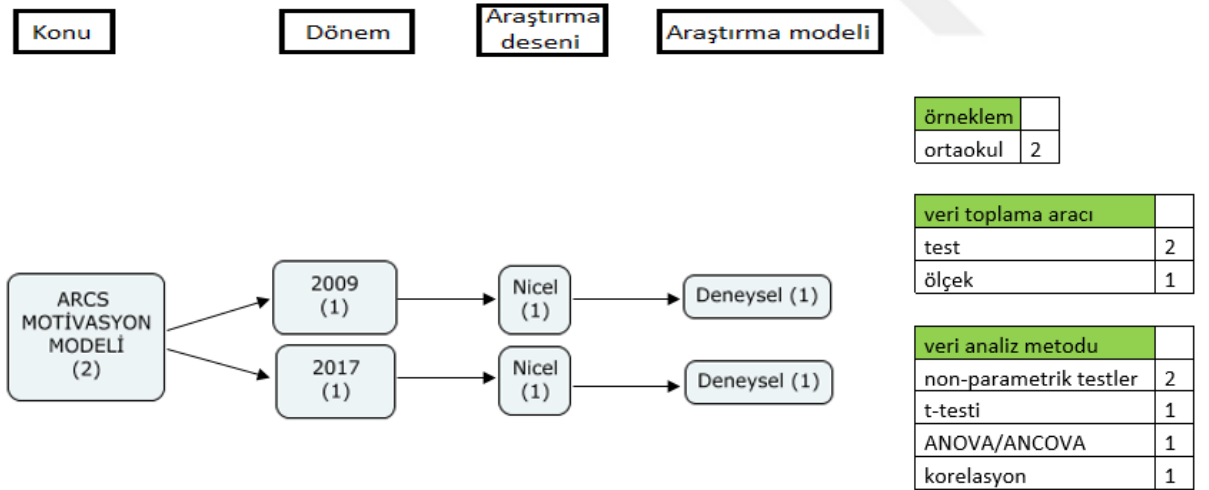 Konu
Dönem
Araştırma
deseni
Araştırma modeli
ARCS
MOTİVASYON
MODELİ
(2)
2009
(1)
Nicel
(1)
Deneysel (1)
2017
(1)
Nicel
(1)
Deneysel (1)
örneklem
ortaokul 2
veri toplama aracı
test 2
ölçek 1
veri analiz metodu
non-parametrik testler 2
t-testi 1
ANOVA/ANCOVA 1
korelasyon 1